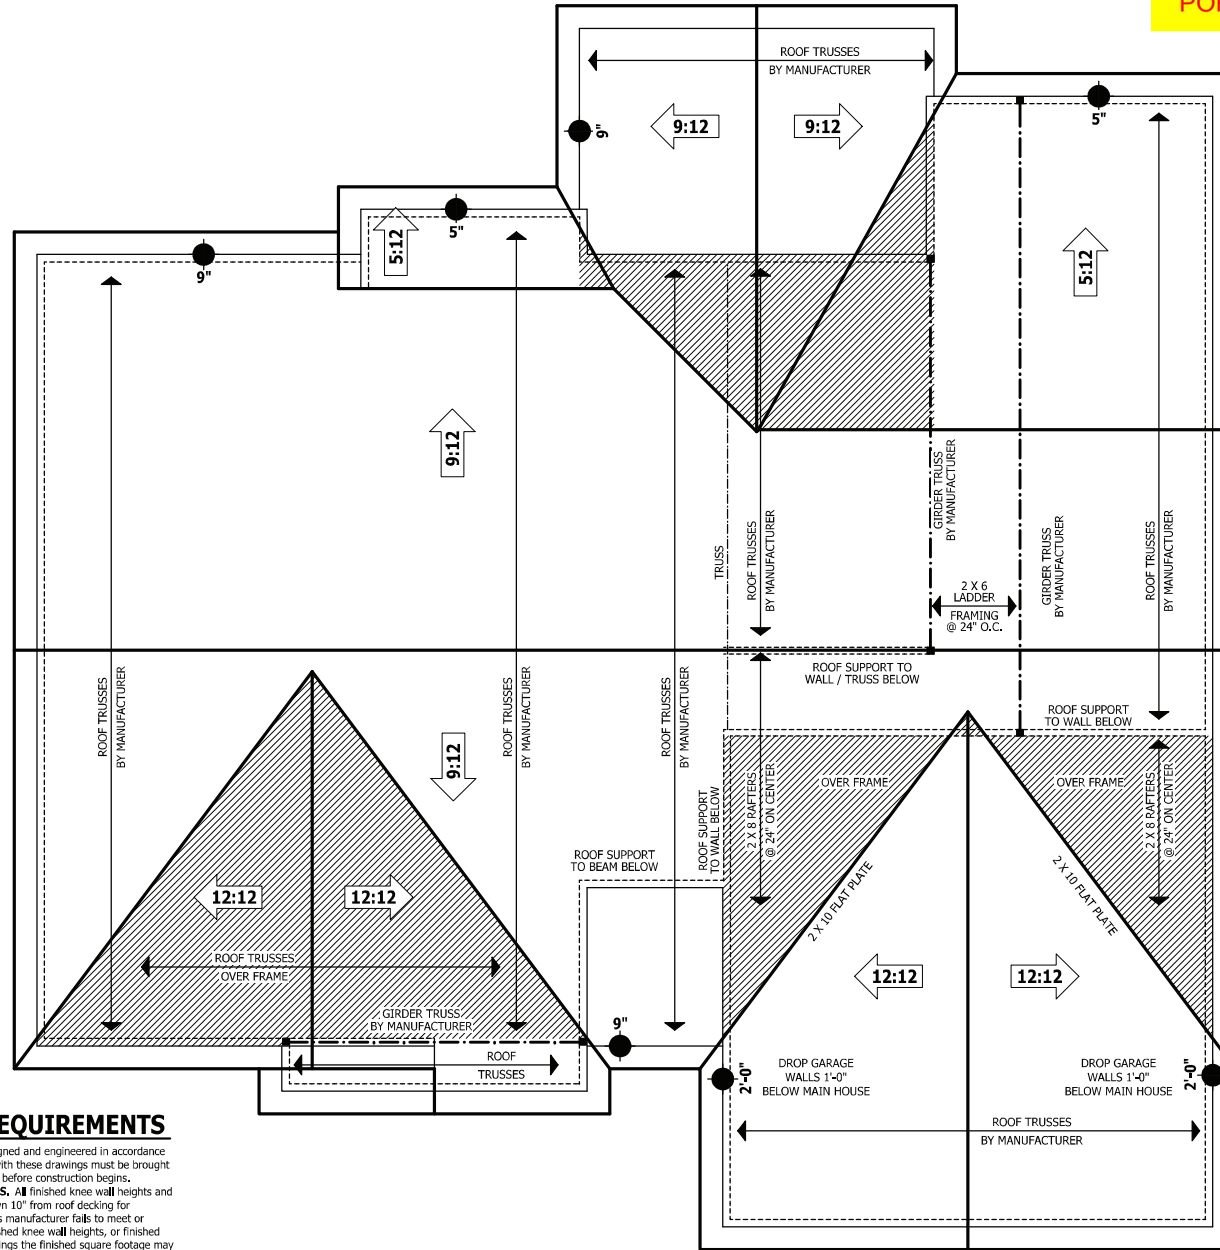 ROOF TRUSSES
BY MANUFACTURER
9:12
9:12
9"
5"
5"
9"
5:12
5:12
9:12
GIRDER TRUSS
BY MANUFACTURER
TRUSS
ROOF TRUSSES
BY MANUFACTURER
GIRDER TRUSS
BY MANUFACTURER
ROOF TRUSSES
BY MANUFACTURER
2 X 6
LADDER
FRAMING
@ 24" O.C.
ROOF SUPPORT TO
WALL / TRUSS BELOW
ROOF SUPPORT
TO WALL BELOW
ROOF TRUSSES
BY MANUFACTURER
ROOF TRUSSES
BY MANUFACTURER
ROOF TRUSSES
BY MANUFACTURER
9:12
OVER FRAME
OVER FRAME
2 X 8 RAFTERS
@ 24" ON CENTER
2 X 8 RAFTERS
@ 24" ON CENTER
ROOF SUPPORT
TO WALL BELOW
ROOF SUPPORT
TO BEAM BELOW
2 X 10 FLAT PLATE
2 X 10 FLAT PLATE
12:12
12:12
ROOF TRUSSES
OVER FRAME
12:12
12:12
GIRDER TRUSS
BY MANUFACTURER
9"
ROOF
TRUSSES
2'-0"
DROP GARAGE
WALLS 1'-0"
BELOW MAIN HOUSE
DROP GARAGE
WALLS 1'-0"
BELOW MAIN HOUSE
2'-0"
ROOF TRUSSES
BY MANUFACTURER
EQUIREMENTS
gned and engineered in accordance
with these drawings must be brought
before construction begins.
S. All finished knee wall heights and
wn 10" from roof decking for
s manufacturer fails to meet or
shed knee wall heights, or finished
ings the finished square footage may